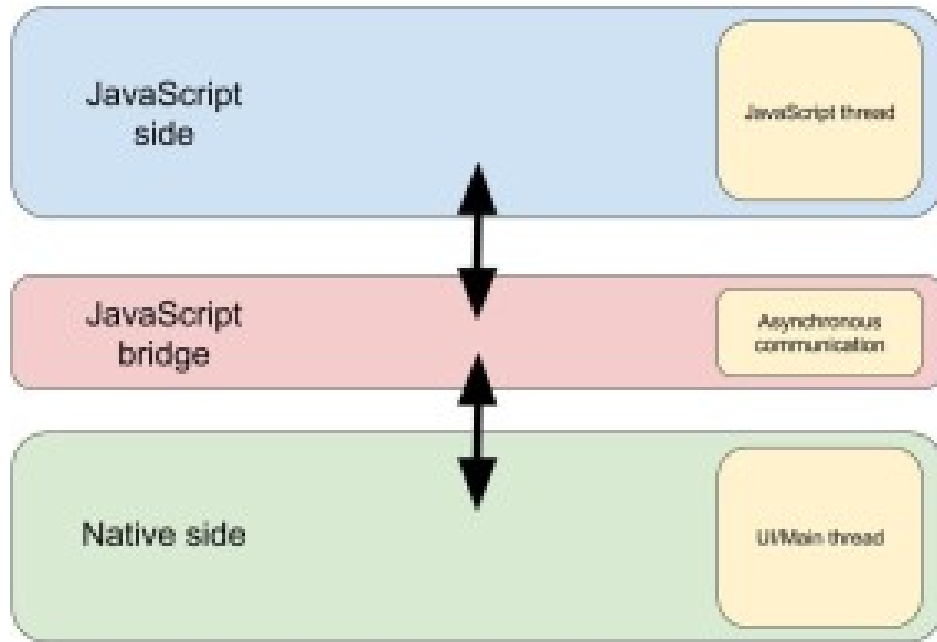 JavaScript
side
JavaScript thread
JavaScript
bridge
Asynchronous
communication
Native side
UI/Main thread